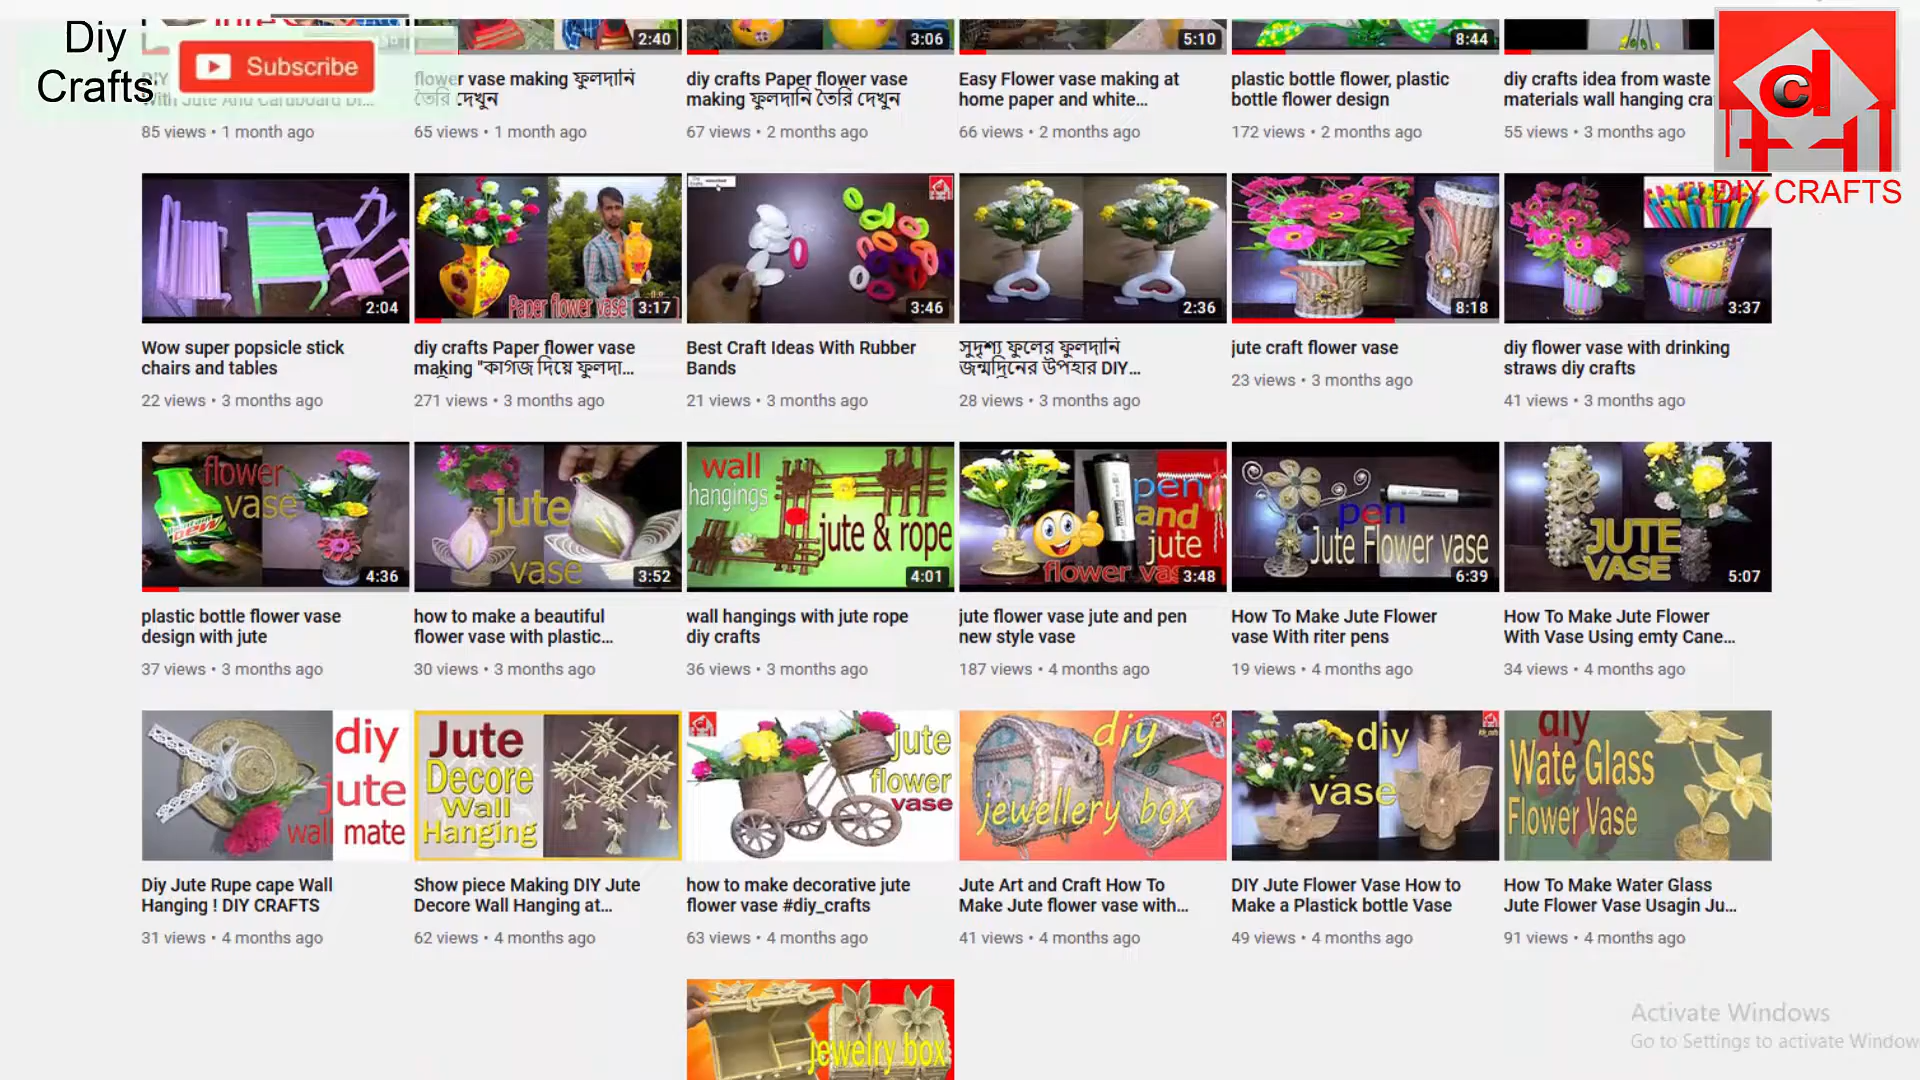 Diy
Crafts
Subscribe
2:40
3:06
5:10
8:44
DIY
With Jute And Cardboard Di...
85 views • 1 month ago
flower vase making ফুলদানি
তৈরি দেখুন
65 views • 1 month ago
diy crafts Paper flower vase
making ফুলদানি তৈরি দেখুন
67 views • 2 months ago
Easy Flower vase making at
home paper and white...
66 views • 2 months ago
plastic bottle flower, plastic
bottle flower design
172 views • 2 months ago
diy crafts idea from waste
materials wall hanging cra
55 views • 3 months ago
d
c
DIY CRAFTS
2:04
Paper flower vase
3:17
3:46
2:36
8:18
3:37
Wow super popsicle stick
chairs and tables
22 views • 3 months ago
diy crafts Paper flower vase
making "কাগজ দিয়ে ফুলদা...
271 views • 3 months ago
Best Craft Ideas With Rubber
Bands
21 views • 3 months ago
সুদৃশ্য ফুলের ফুলদানি
জন্মদিনের উপহার DIY...
28 views • 3 months ago
jute craft flower vase
23 views • 3 months ago
diy flower vase with drinking
straws diy crafts
41 views • 3 months ago
flower
vase
4:36
jute
vase
3:52
wall
hangings
jute & rope
4:01
pen
and
jute
flower vase
3:48
pen
Jute Flower vase
6:39
JUTE
VASE
5:07
plastic bottle flower vase
design with jute
37 views • 3 months ago
how to make a beautiful
flower vase with plastic...
30 views • 3 months ago
wall hangings with jute rope
diy crafts
36 views • 3 months ago
jute flower vase jute and pen
new style vase
187 views • 4 months ago
How To Make Jute Flower
vase With riter pens
19 views • 4 months ago
How To Make Jute Flower
With Vase Using emty Cane...
34 views • 4 months ago
diy
jute
wall mate
Jute
Decore
Wall
Hanging
jute
flower
vase
diy
jewellery box
diy
vase
diy
Wate Glass
Flower Vase
Diy Jute Rupe cape Wall
Hanging ! DIY CRAFTS
31 views • 4 months ago
Show piece Making DIY Jute
Decore Wall Hanging at...
62 views • 4 months ago
how to make decorative jute
flower vase #diy_crafts
63 views • 4 months ago
Jute Art and Craft How To
Make Jute flower vase with...
41 views • 4 months ago
DIY Jute Flower Vase How to
Make a Plastick bottle Vase
49 views • 4 months ago
How To Make Water Glass
Jute Flower Vase Usagin Ju...
91 views • 4 months ago
jewelry box
Activate Windows
Go to Settings to activate Window